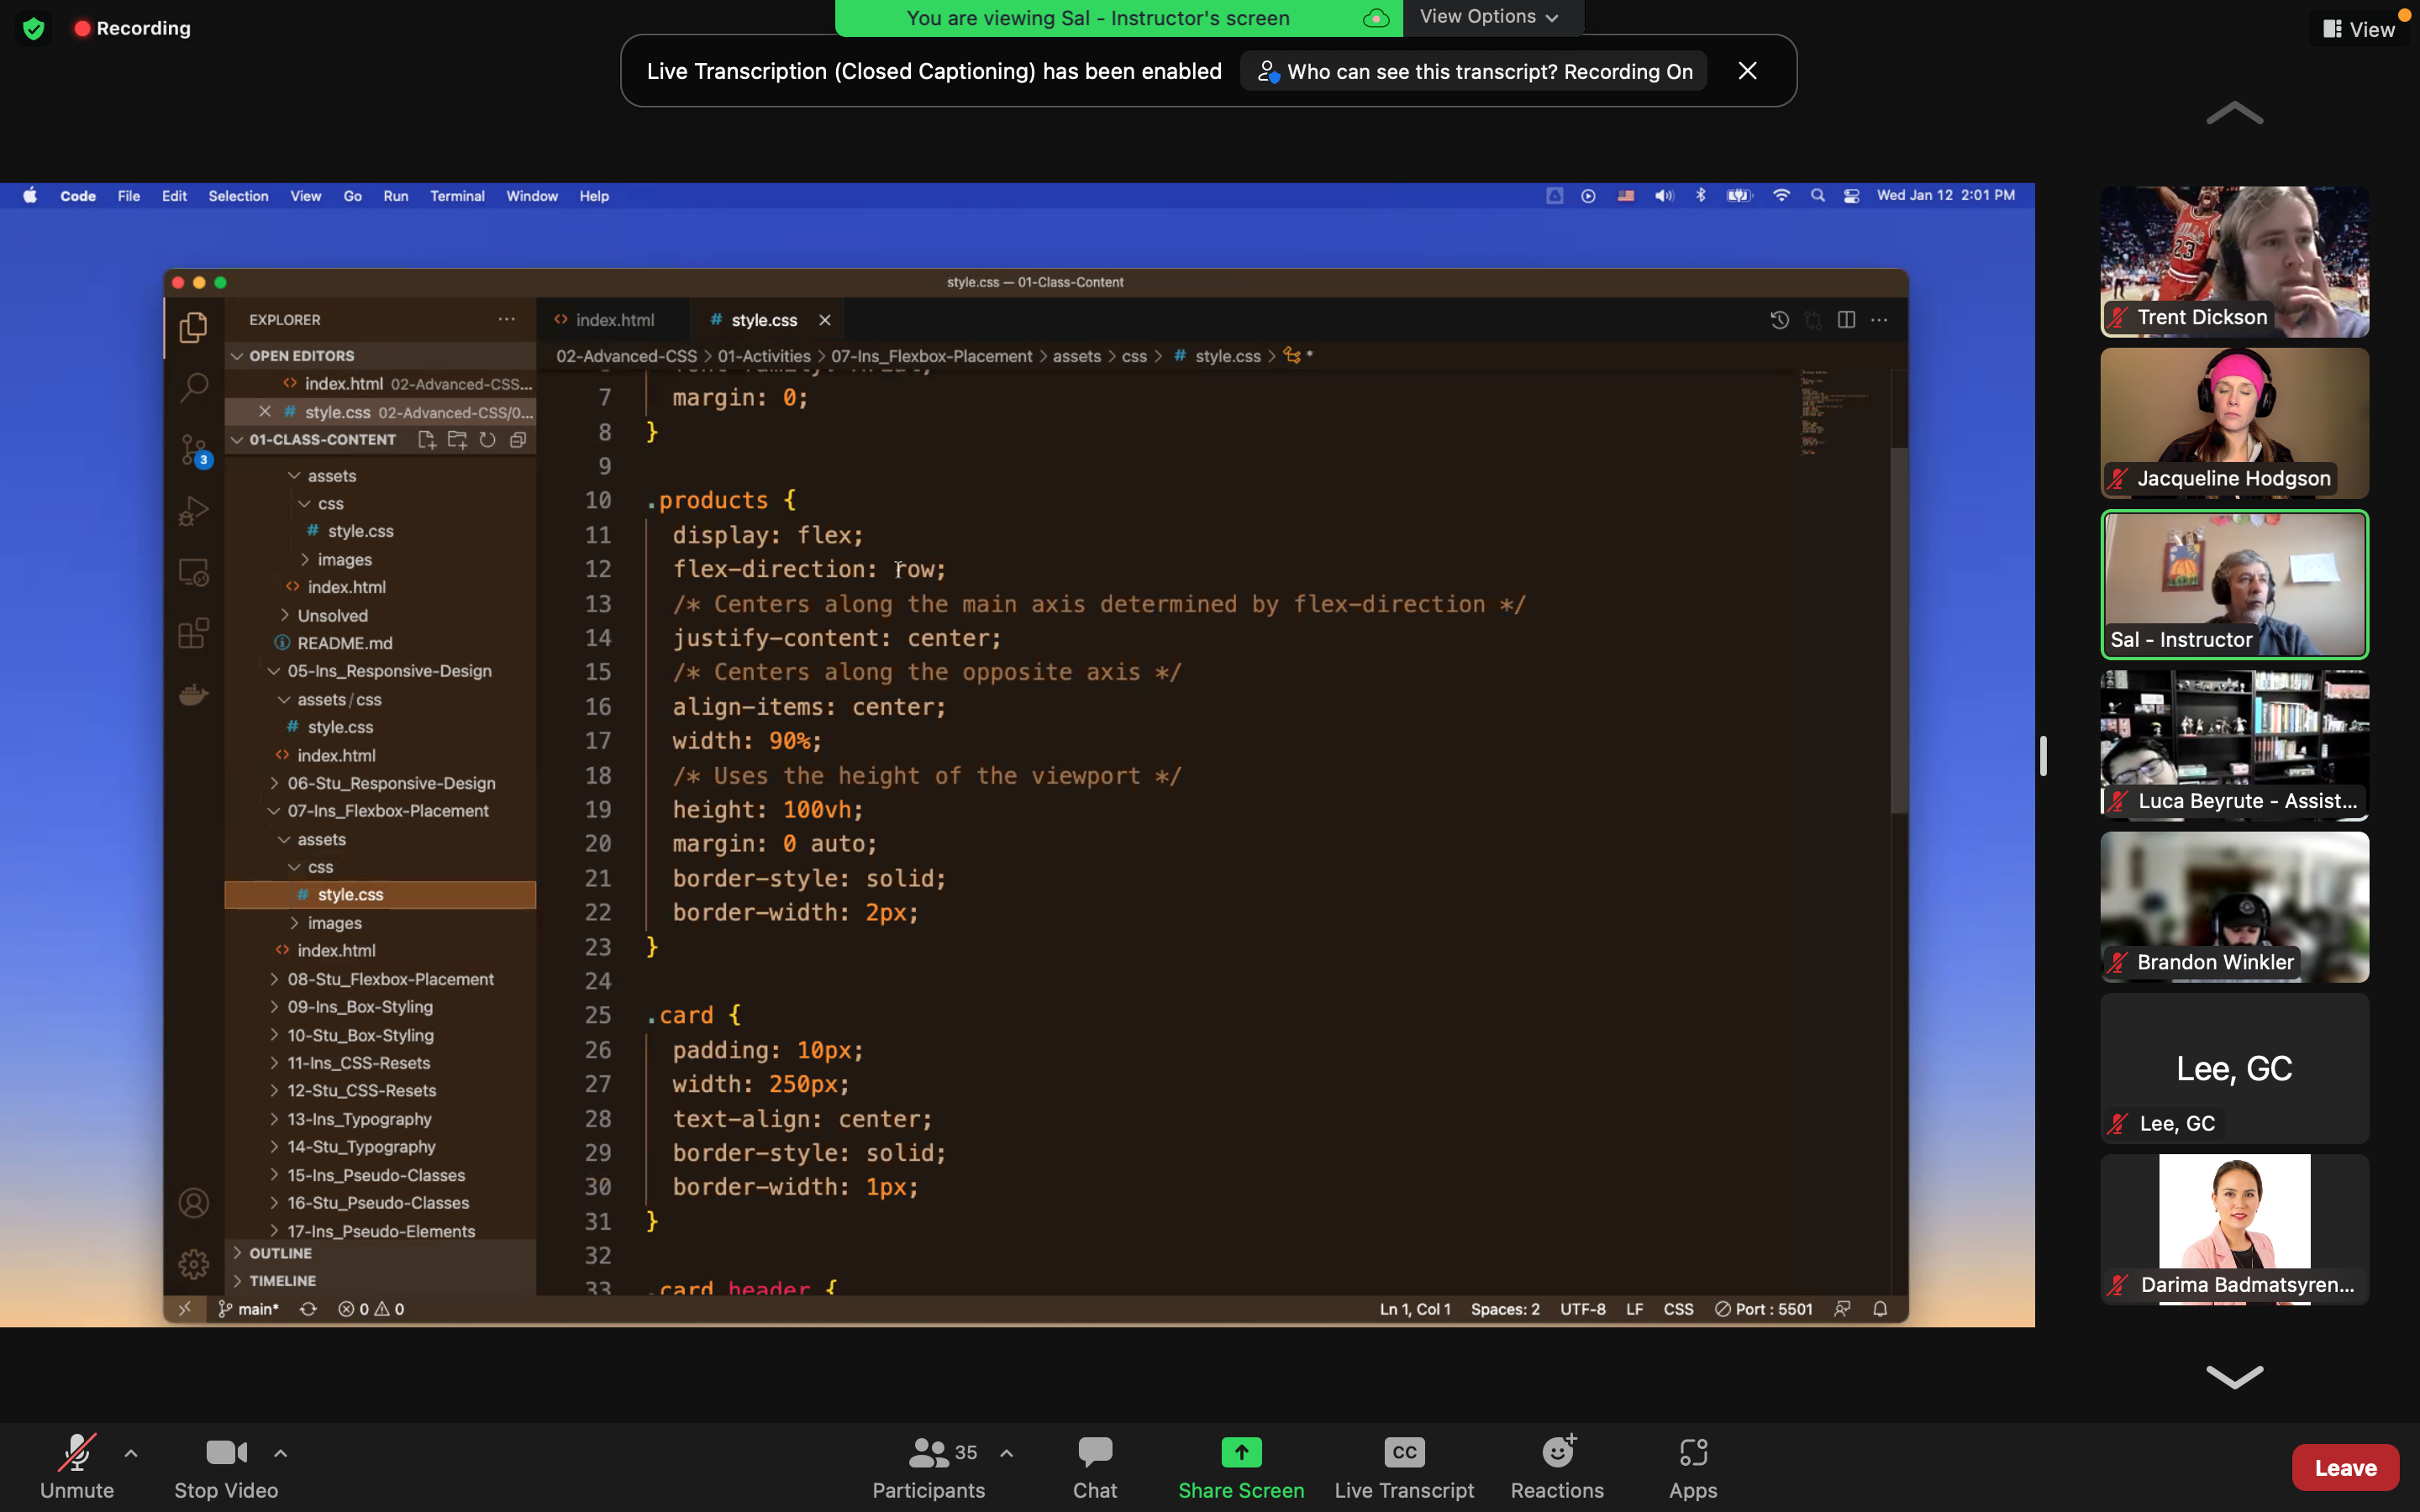 Recording
You are viewing Sal - Instructor's screen
View Options
View
Live Transcription (Closed Captioning) has been enabled
Who can see this transcript? Recording On
Code File Edit Selection View Go Run Terminal Window Help
Wed Jan 12 2:01 PM
style.css — 01-Class-Content
EXPLORER
OPEN EDITORS
index.html 02-Advanced-CSS...
style.css 02-Advanced-CSS/0...
01-CLASS-CONTENT
3
assets
css
# style.css
images
index.html
Unsolved
README.md
05-Ins_Responsive-Design
assets/css
# style.css
index.html
06-Stu_Responsive-Design
07-Ins_Flexbox-Placement
assets
css
# style.css
images
index.html
08-Stu_Flexbox-Placement
09-Ins_Box-Styling
10-Stu_Box-Styling
11-Ins_CSS-Resets
12-Stu_CSS-Resets
13-Ins_Typography
14-Stu_Typography
15-Ins_Pseudo-Classes
16-Stu_Pseudo-Classes
17-Ins_Pseudo-Elements
OUTLINE
TIMELINE
index.html
# style.css
02-Advanced-CSS > 01-Activities > 07-Ins_Flexbox-Placement > assets > css > # style.css > *
7 margin: 0;
8 }
9
10 .products {
11 display: flex;
12 flex-direction: row;
13 /* Centers along the main axis determined by flex-direction */
14 justify-content: center;
15 /* Centers along the opposite axis */
16 align-items: center;
17 width: 90%;
18 /* Uses the height of the viewport */
19 height: 100vh;
20 margin: 0 auto;
21 border-style: solid;
22 border-width: 2px;
23 }
24
25 .card {
26 padding: 10px;
27 width: 250px;
28 text-align: center;
29 border-style: solid;
30 border-width: 1px;
31 }
32
33 .card header {
main* 0 0
Ln 1, Col 1 Spaces: 2 UTF-8 LF CSS Port : 5501
23
Trent Dickson
Jacqueline Hodgson
Sal - Instructor
Luca Beyrute - Assist...
Brandon Winkler
Lee, GC
Lee, GC
Darima Badmatsyren...
Unmute
Stop Video
35
Participants
Chat
Share Screen
CC
Live Transcript
Reactions
Apps
Leave